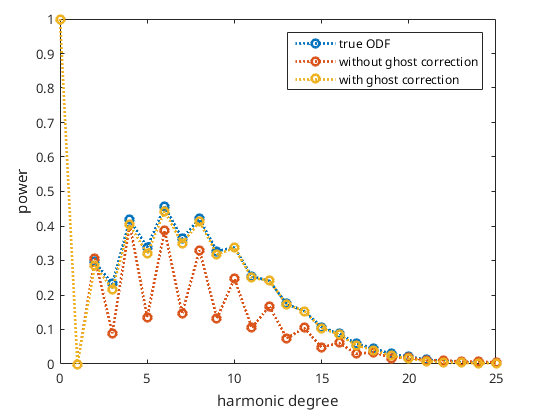 1
0.9
0.8
0.7
0.6
0.5
0.4
0.3
0.2
0.1
0
power
true ODF
without ghost correction
with ghost correction
0 5 10 15 20 25
harmonic degree